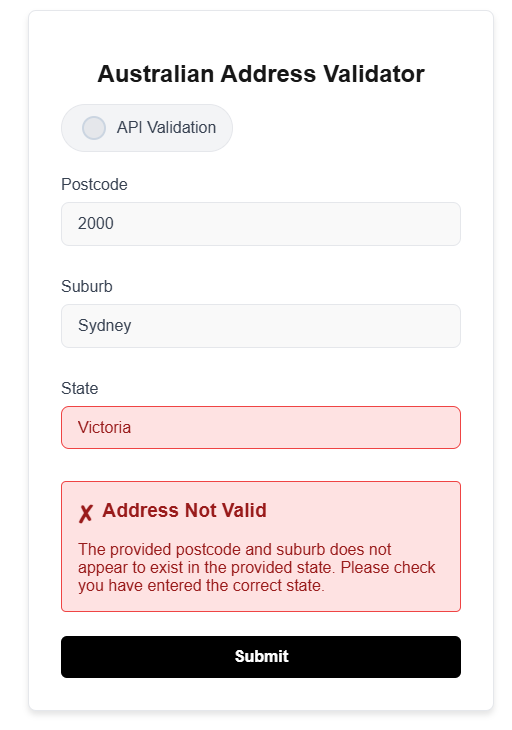 Australian Address Validator
API Validation
Postcode
2000
Suburb
Sydney
State
Victoria
✗ Address Not Valid
The provided postcode and suburb does not
appear to exist in the provided state. Please check
you have entered the correct state.
Submit